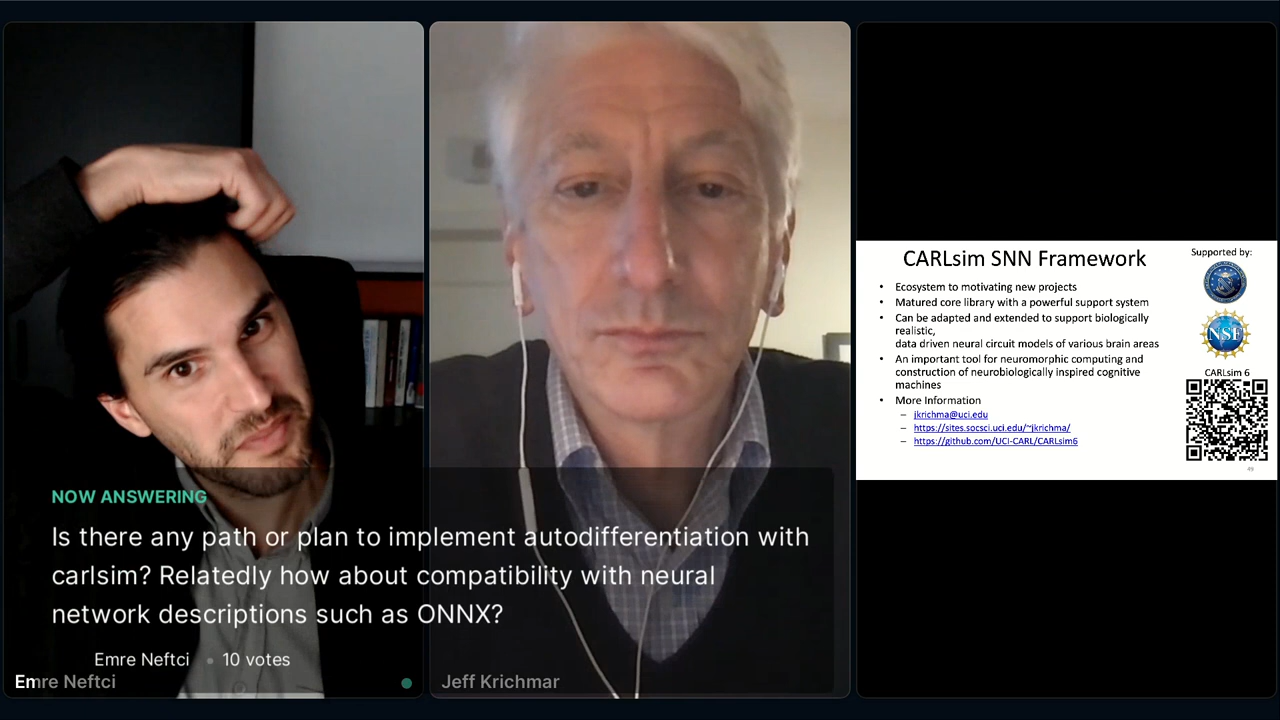 NOW ANSWERING
Is there any path or plan to implement autodifferentiation with
carlsim? Relatedly how about compatibility with neural
network descriptions such as ONNX?
Emre Neftci • 10 votes
Emre Neftci
Jeff Krichmar
CARLsim SNN Framework
• Ecosystem to motivating new projects
• Matured core library with a powerful support system
• Can be adapted and extended to support biologically
realistic,
data driven neural circuit models of various brain areas
• An important tool for neuromorphic computing and
construction of neurobiologically inspired cognitive
machines
• More Information
– jkrichma@uci.edu
– https://sites.socsci.uci.edu/~jkrichma/
– https://github.com/UCI-CARL/CARLsim6
Supported by:
NSF
CARLsim 6
49